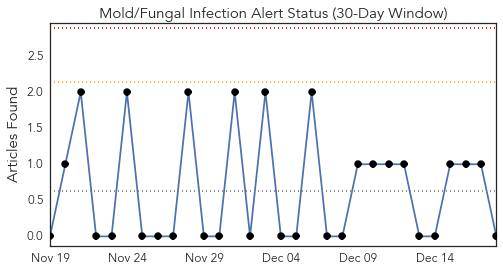 Mold/Fungal Infection Alert Status (30-Day Window)
Articles Found
2.5
2.0
1.5
1.0
0.5
0.0
Nov 19 Nov 24 Nov 29 Dec 04 Dec 09 Dec 14